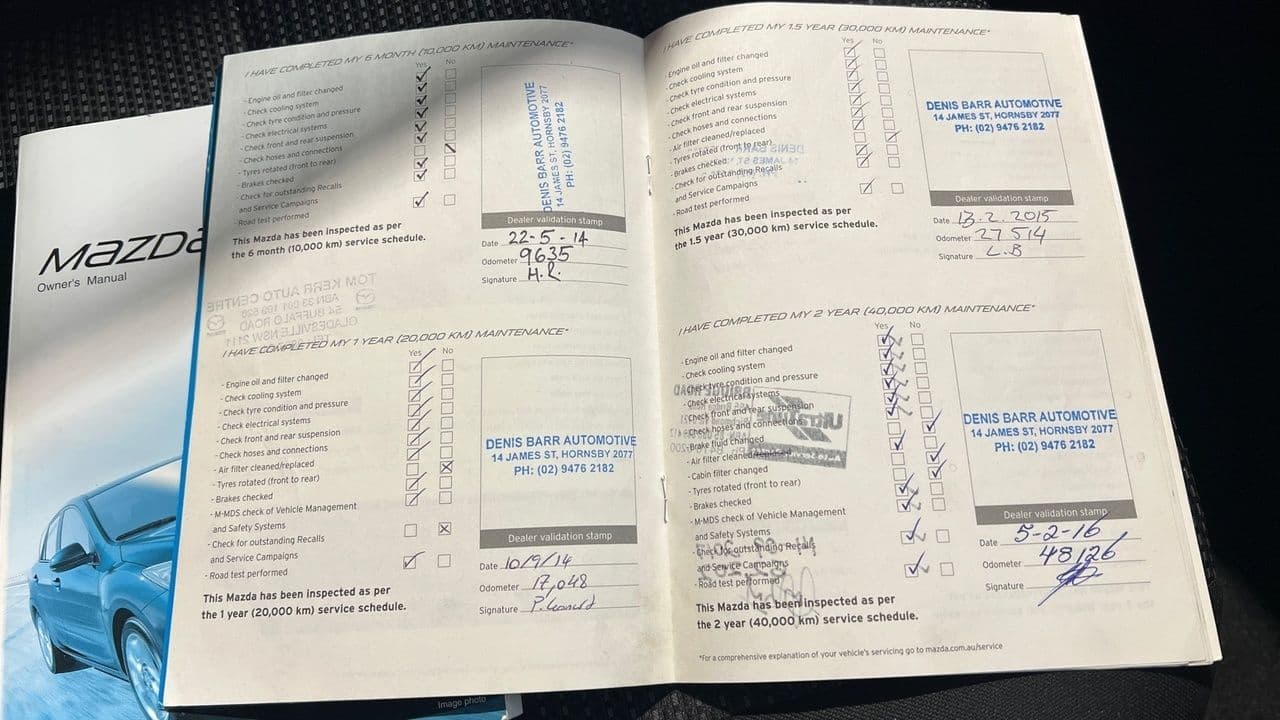 mazda
Owner's Manual
I HAVE COMPLETED MY 6 MONTH (10,000 KM) MAINTENANCE*
Yes No
- Engine oil and filter changed
- Check cooling system
- Check tyre condition and pressure
- Check electrical systems
- Check front and rear suspension
- Check hoses and connections
- Tyres rotated (front to rear)
- Brakes checked
- Check for outstanding Recalls
and Service Campaigns
- Road test performed
This Mazda has been inspected as per
the 6 month (10,000 km) service schedule.
DENIS BARR AUTOMOTIVE
14 JAMES ST, HORNSBY 2077
PH: (02) 9476 2182
Dealer validation stamp
Date 22-5-14
Odometer 9635
Signature H.R.
TOM KERR AUTO CENTRE
54 BUFFALO ROAD
GLADESVILLE NSW 2111
I HAVE COMPLETED MY 1 YEAR (20,000 KM) MAINTENANCE*
Yes No
- Engine oil and filter changed
- Check cooling system
- Check tyre condition and pressure
- Check electrical systems
- Check front and rear suspension
- Check hoses and connections
- Air filter cleaned/replaced
- Tyres rotated (front to rear)
- Brakes checked
- M-MDS check of Vehicle Management
and Safety Systems
- Check for outstanding Recalls
and Service Campaigns
- Road test performed
This Mazda has been inspected as per
the 1 year (20,000 km) service schedule.
DENIS BARR AUTOMOTIVE
14 JAMES ST, HORNSBY 2077
PH: (02) 9476 2182
Dealer validation stamp
Date 10/9/14
Odometer 17,048
Signature
I HAVE COMPLETED MY 1.5 YEAR (30,000 KM) MAINTENANCE*
Yes No
- Engine oil and filter changed
- Check cooling system
- Check tyre condition and pressure
- Check electrical systems
- Check front and rear suspension
- Check hoses and connections
- Air filter cleaned/replaced
- Tyres rotated (front to rear)
- Brakes checked
- Check for outstanding Recalls
and Service Campaigns
- Road test performed
This Mazda has been inspected as per
the 1.5 year (30,000 km) service schedule.
DENIS BARR AUTOMOTIVE
14 JAMES ST, HORNSBY 2077
PH: (02) 9476 2182
Dealer validation stamp
Date 13.2.2015
Odometer 27514
Signature L.B
I HAVE COMPLETED MY 2 YEAR (40,000 KM) MAINTENANCE*
Yes No
- Engine oil and filter changed
- Check cooling system
- Check tyre condition and pressure
- Check electrical systems
- Check front and rear suspension
- Check hoses and connections
- Brake fluid changed
- Air filter cleaned/replaced
- Cabin filter changed
- Tyres rotated (front to rear)
- Brakes checked
- M-MDS check of Vehicle Management
and Safety Systems
- Check for outstanding Recalls
and Service Campaigns
- Road test performed
This Mazda has been inspected as per
the 2 year (40,000 km) service schedule.
DENIS BARR AUTOMOTIVE
14 JAMES ST, HORNSBY 2077
PH: (02) 9476 2182
Dealer validation stamp
Date 5-2-16
Odometer 48126
Signature
*For a comprehensive explanation of your vehicle's servicing go to mazda.com.au/service
Image photo